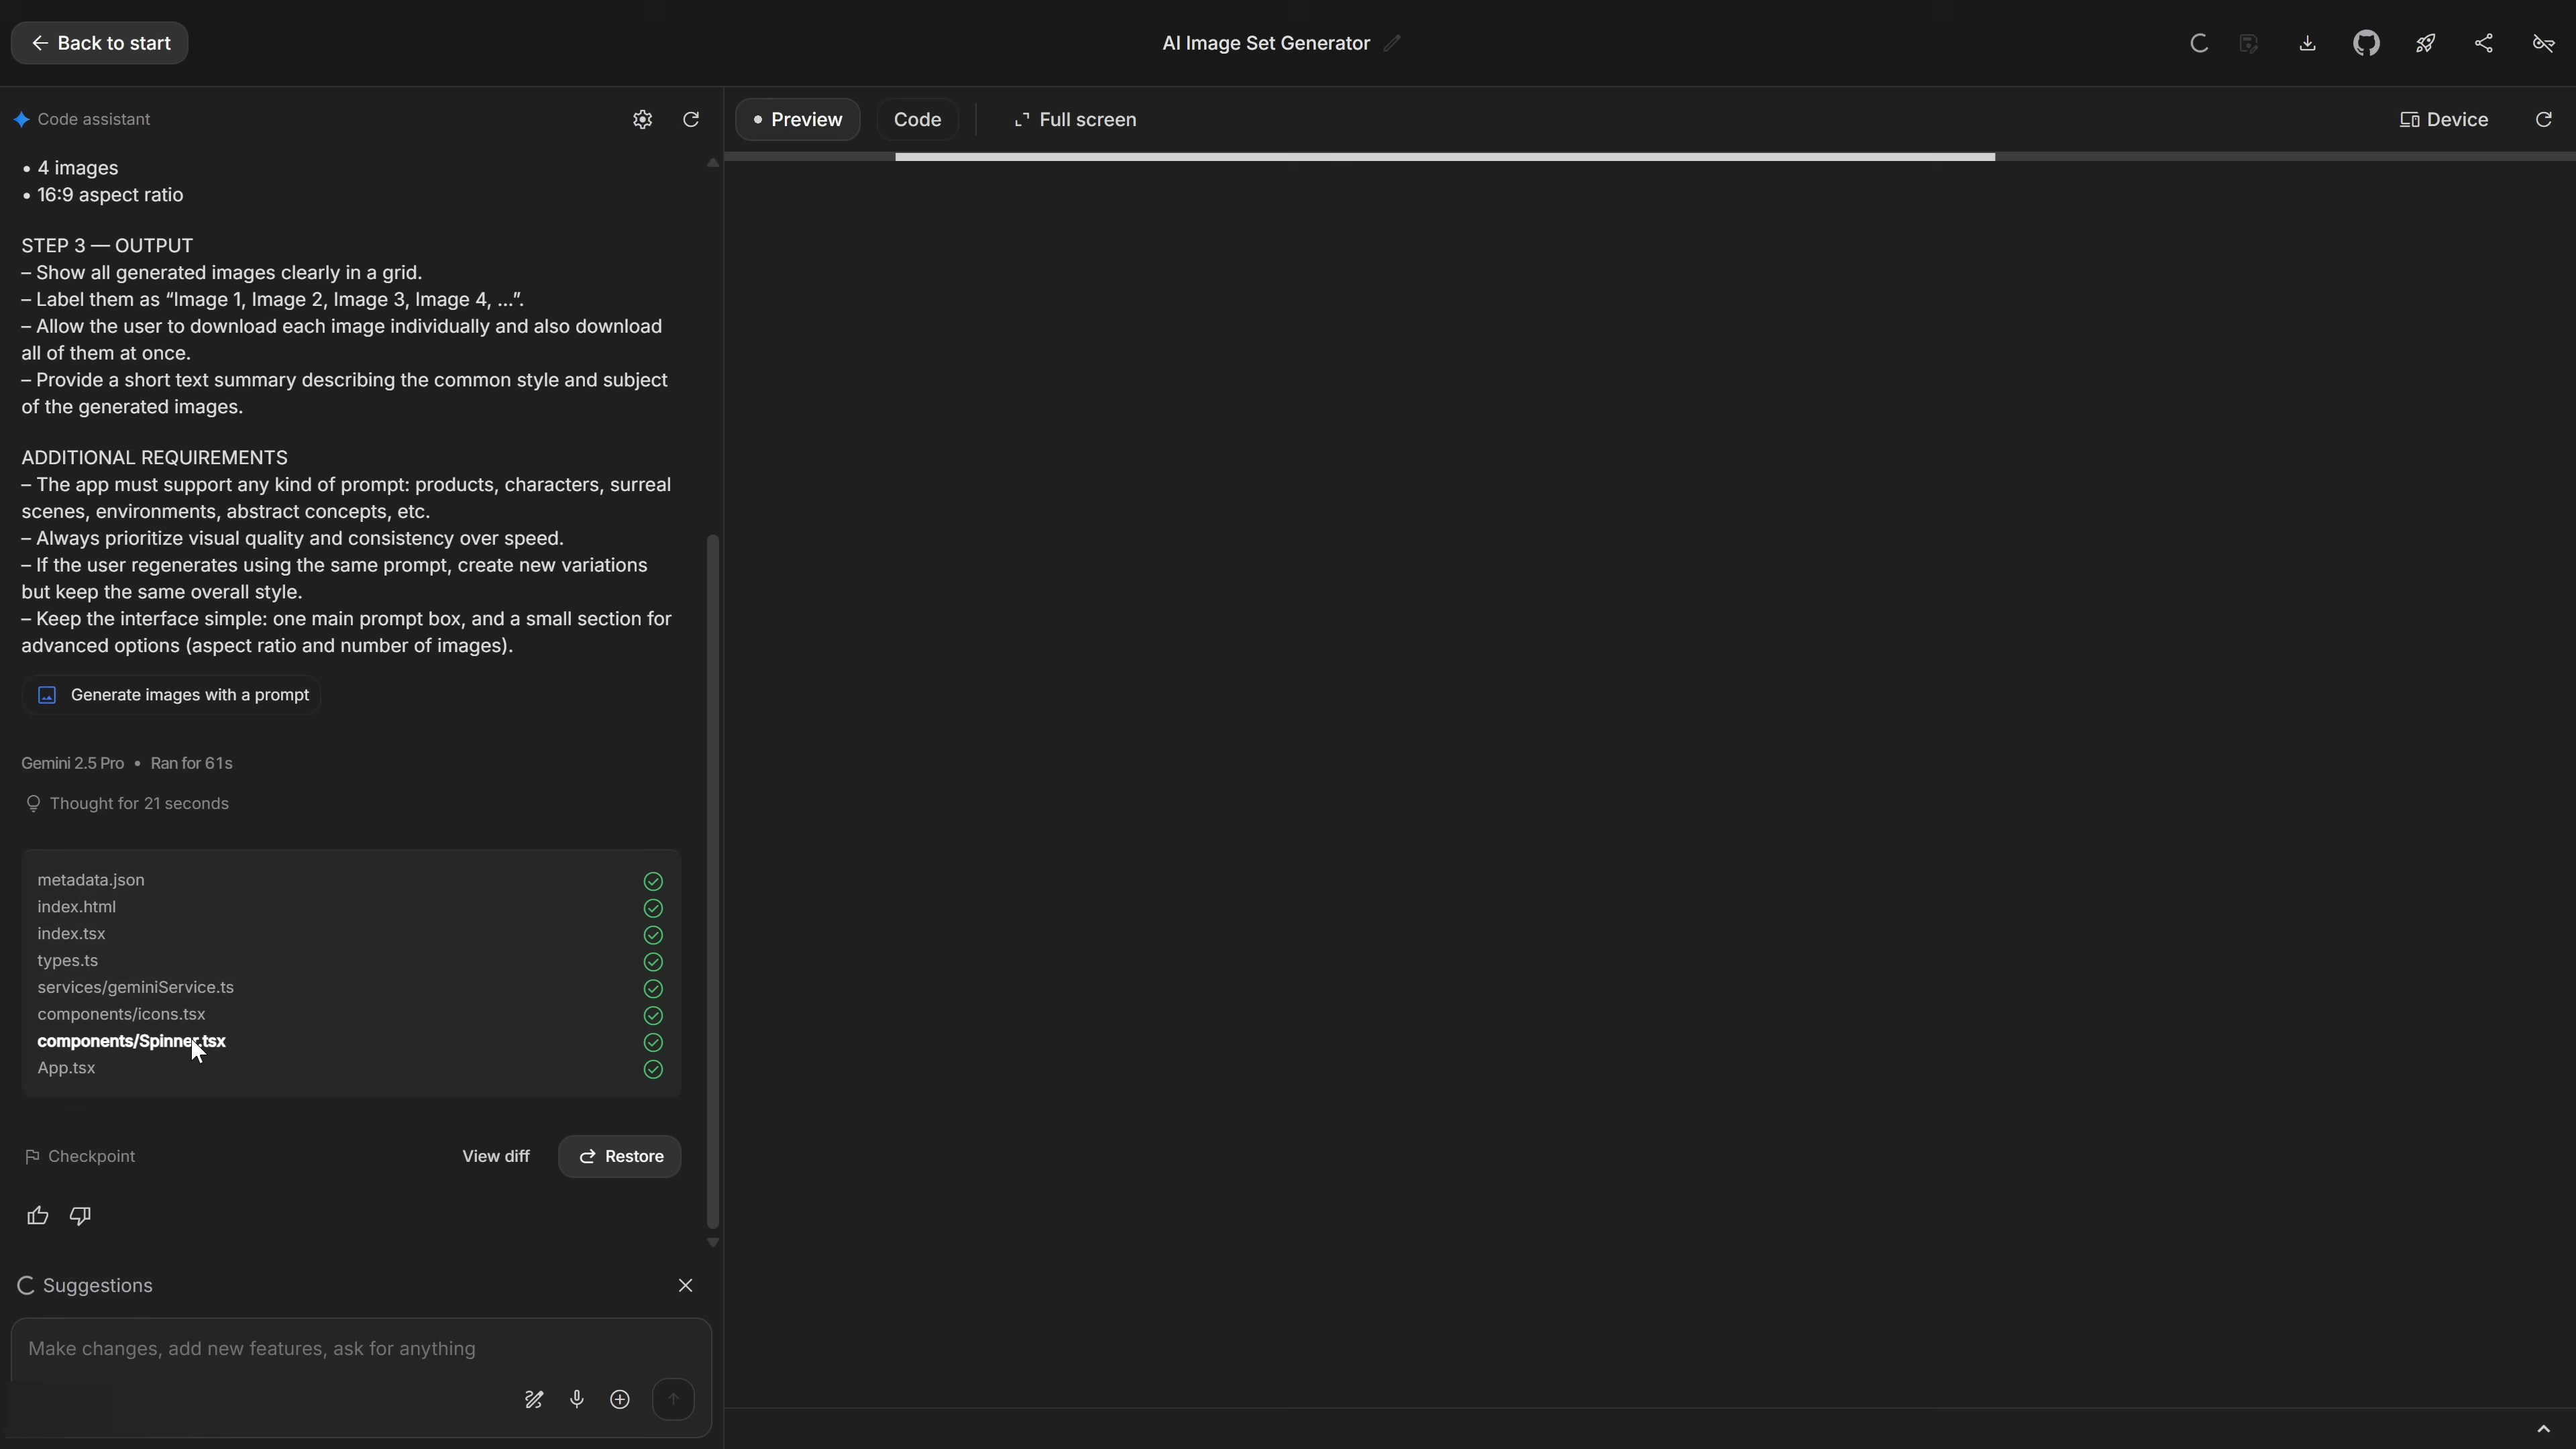 Back to start
AI Image Set Generator
Code assistant
Preview
Code
Full screen
Device
• 4 images
• 16:9 aspect ratio
STEP 3 — OUTPUT
– Show all generated images clearly in a grid.
– Label them as “Image 1, Image 2, Image 3, Image 4, …”.
– Allow the user to download each image individually and also download
all of them at once.
– Provide a short text summary describing the common style and subject
of the generated images.
ADDITIONAL REQUIREMENTS
– The app must support any kind of prompt: products, characters, surreal
scenes, environments, abstract concepts, etc.
– Always prioritize visual quality and consistency over speed.
– If the user regenerates using the same prompt, create new variations
but keep the same overall style.
– Keep the interface simple: one main prompt box, and a small section for
advanced options (aspect ratio and number of images).
Generate images with a prompt
Gemini 2.5 Pro • Ran for 61s
Thought for 21 seconds
metadata.json
index.html
index.tsx
types.ts
services/geminiService.ts
components/icons.tsx
components/Spinner.tsx
App.tsx
Checkpoint
View diff
Restore
Suggestions
Make changes, add new features, ask for anything